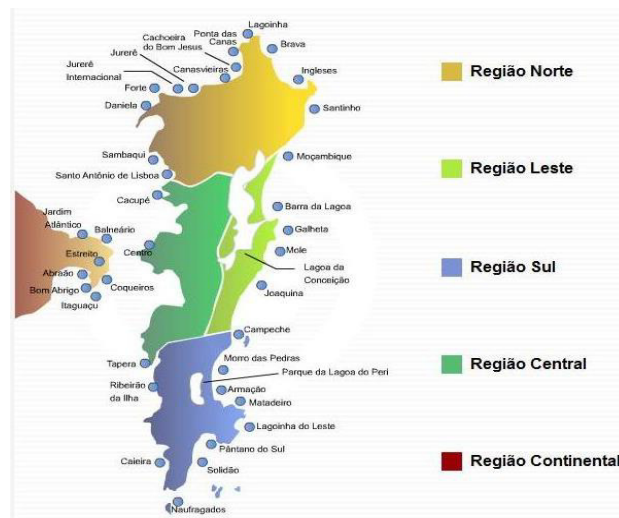 Lagoinha
Ponta das
Canas
Brava
Cachoeira
do Bom Jesus
Jurerê
Canasvieiras
Jurerê
Internacional
Ingleses
Forte
Daniela
Santinho
Sambaqui
Moçambique
Santo Antônio de Lisboa
Cacupé
Barra da Lagoa
Jardim
Atlântico
Balneário
Galheta
Estreito
Centro
Mole
Abraão
Lagoa da
Conceição
Bom Abrigo
Coqueiros
Joaquina
Itaguaçu
Campeche
Tapera
Morro das Pedras
Parque da Lagoa do Peri
Ribeirão
da Ilha
Armação
Matadeiro
Lagoinha do Leste
Pântano do Sul
Caieira
Solidão
Naufragados
Região Norte
Região Leste
Região Sul
Região Central
Região Continental